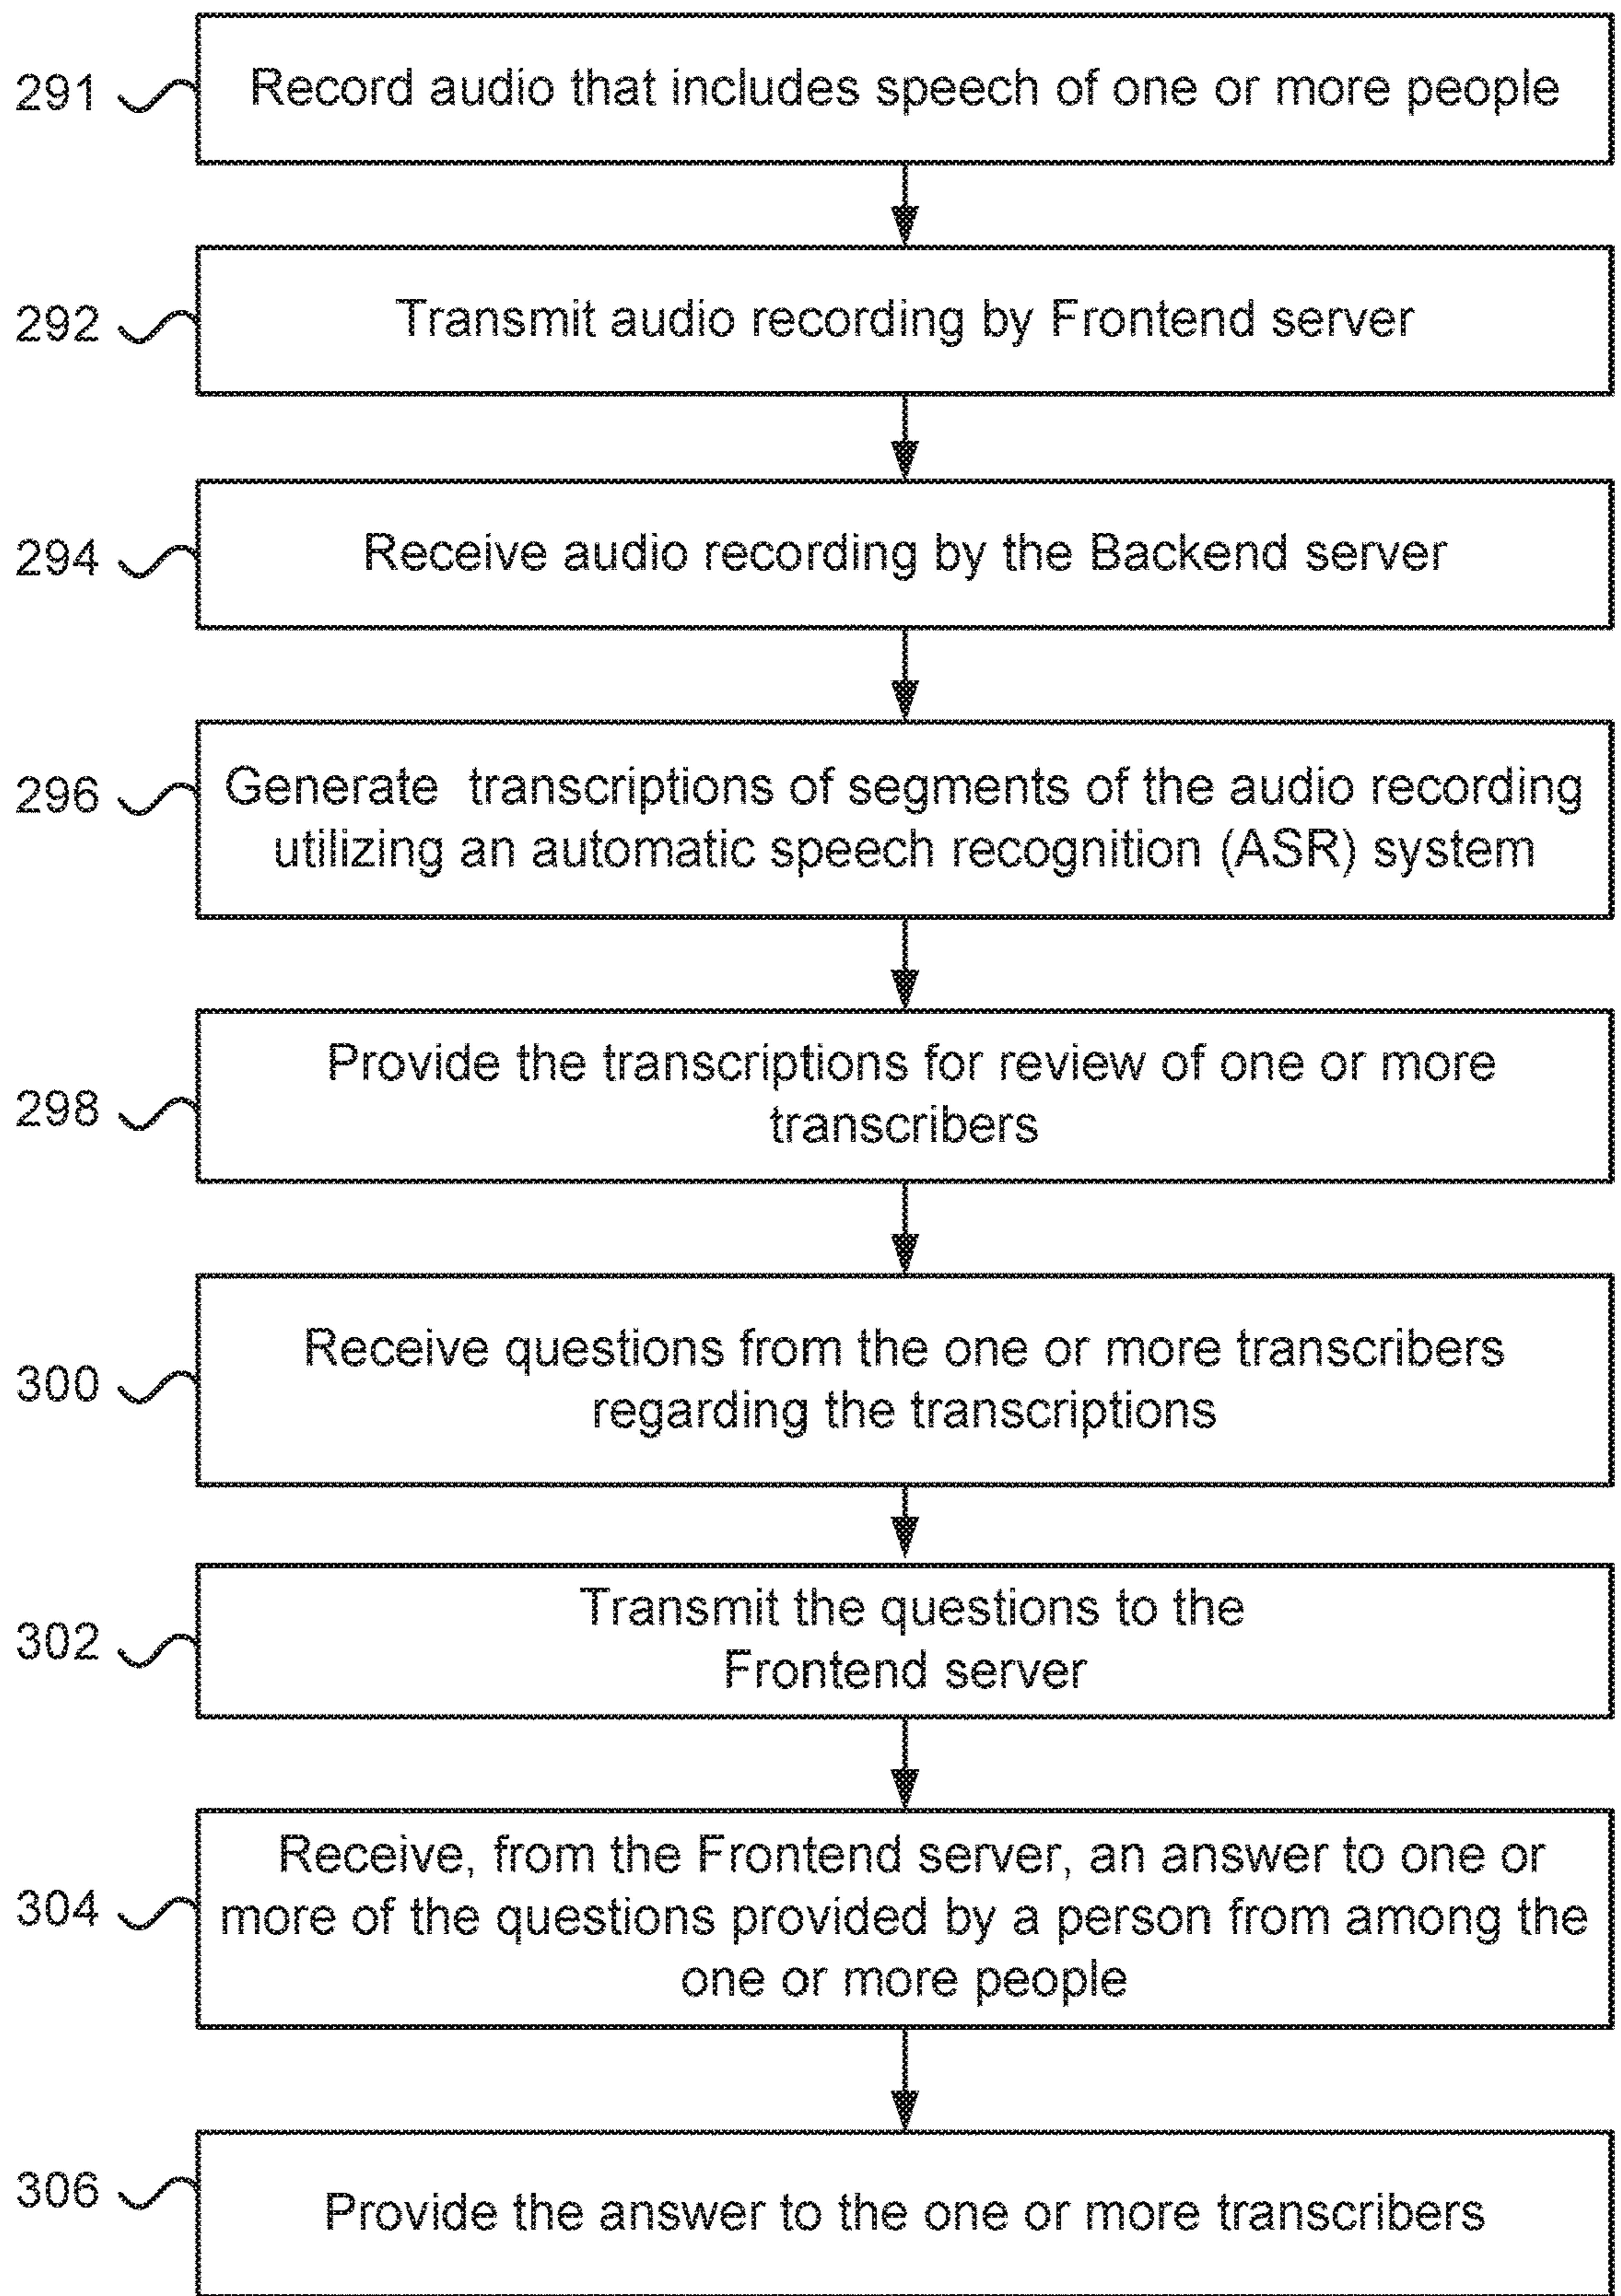 291
Record audio that includes speech of one or more people
292
Transmit audio recording by Frontend server
294
Receive audio recording by the Backend server
296
Generate transcriptions of segments of the audio recording
utilizing an automatic speech recognition (ASR) system
298
Provide the transcriptions for review of one or more
transcribers
300
Receive questions from the one or more transcribers
regarding the transcriptions
302
Transmit the questions to the
Frontend server
304
Receive, from the Frontend server, an answer to one or
more of the questions provided by a person from among the
one or more people
306
Provide the answer to the one or more transcribers